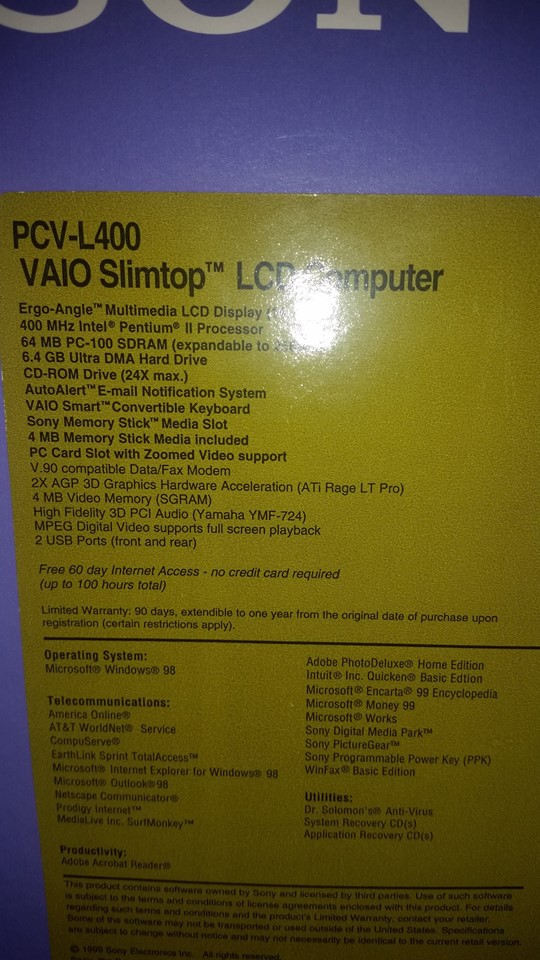 SON
PCV-L400
VAIO Slimtop™ LCD Computer
Ergo-Angle™ Multimedia LCD Display
400 MHz Intel® Pentium® II Processor
64 MB PC-100 SDRAM (expandable to
6.4 GB Ultra DMA Hard Drive
CD-ROM Drive (24X max.)
AutoAlert™ E-mail Notification System
VAIO Smart™ Convertible Keyboard
Sony Memory Stick™ Media Slot
4 MB Memory Stick Media included
PC Card Slot with Zoomed Video support
V.90 compatible Data/Fax Modem
2X AGP 3D Graphics Hardware Acceleration (ATi Rage LT Pro)
4 MB Video Memory (SGRAM)
High Fidelity 3D PCI Audio (Yamaha YMF-724)
MPEG Digital Video supports full screen playback
2 USB Ports (front and rear)
Free 60 day Internet Access - no credit card required
(up to 100 hours total)
Limited Warranty: 90 days, extendible to one year from the original date of purchase upon
registration (certain restrictions apply).
Operating System:
Microsoft® Windows® 98
Telecommunications:
America Online®
AT&T WorldNet® Service
CompuServe®
EarthLink Sprint TotalAccess™
Microsoft® Internet Explorer for Windows® 98
Microsoft® Outlook® 98
Netscape Communicator®
Prodigy Internet™
MediaLive Inc. SurfMonkey™
Productivity:
Adobe Acrobat Reader®
Adobe PhotoDeluxe® Home Edition
Intuit® Inc. Quicken® Basic Edtion
Microsoft® Encarta® 99 Encyclopedia
Microsoft® Money 99
Microsoft® Works
Sony Digital Media Park™
Sony PictureGear™
Sony Programmable Power Key (PPK)
WinFax® Basic Edition
Utilities:
Dr. Solomon's® Anti-Virus
System Recovery CD(s)
Application Recovery CD(s)
This product contains software owned by Sony and licensed by third parties. Use of such software
is subject to the terms and conditions of license agreements enclosed with this product. For details
regarding such terms and conditions and the product's Limited Warranty, contact your retailer.
Some of the software may not be transported or used outside of the United States. Specifications
are subject to change without notice and may not necessarily be identical to the current retail version.
© 1999 Sony Electronics Inc. All rights reserved.